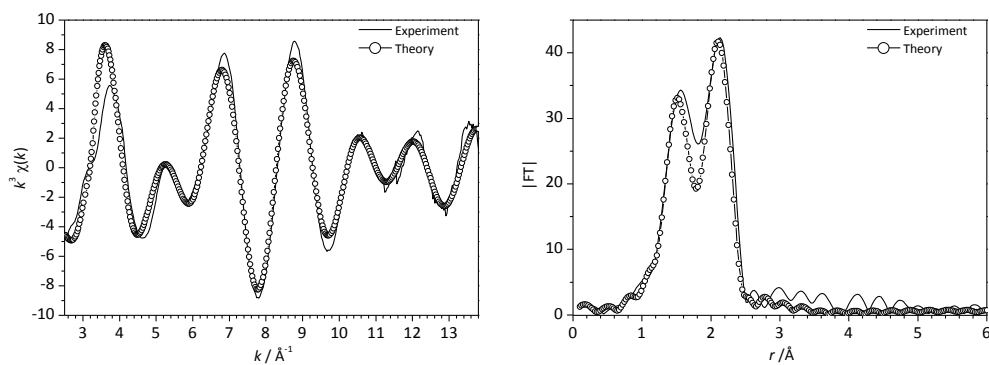 10
8
6
4
2
0
-2
-4
-6
-8
-10
k³ χ(k)
Experiment
Theory
3 4 5 6 7 8 9 10 11 12 13
k / Å⁻¹
40
30
20
10
0
|FT|
Experiment
Theory
0 1 2 3 4 5 6
r / Å